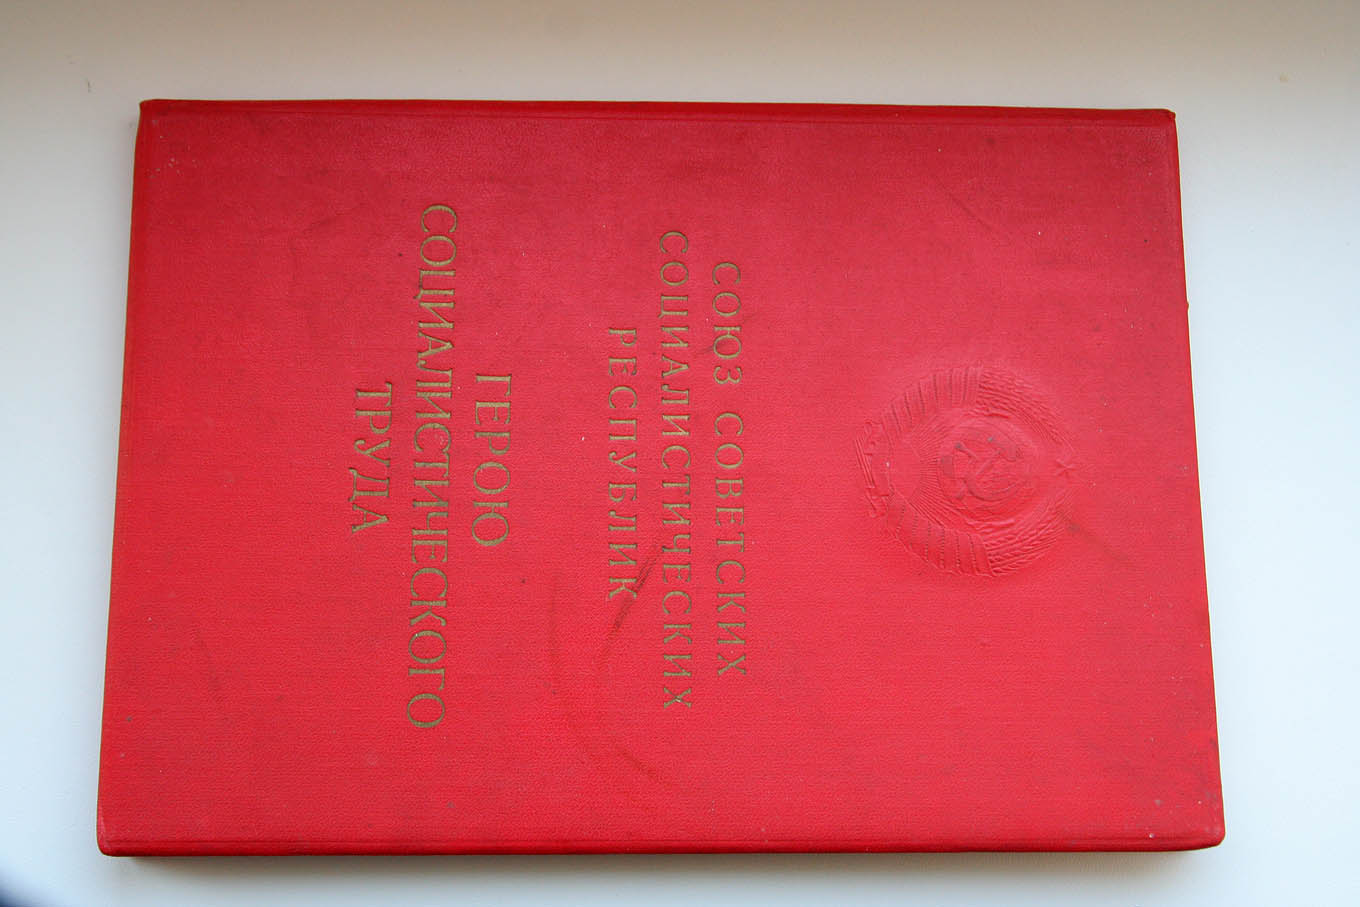 СОЮЗ СОВЕТСКИХ
СОЦИАЛИСТИЧЕСКИХ
РЕСПУБЛИК
ГЕРОЮ
СОЦИАЛИСТИЧЕСКОГО
ТРУДА